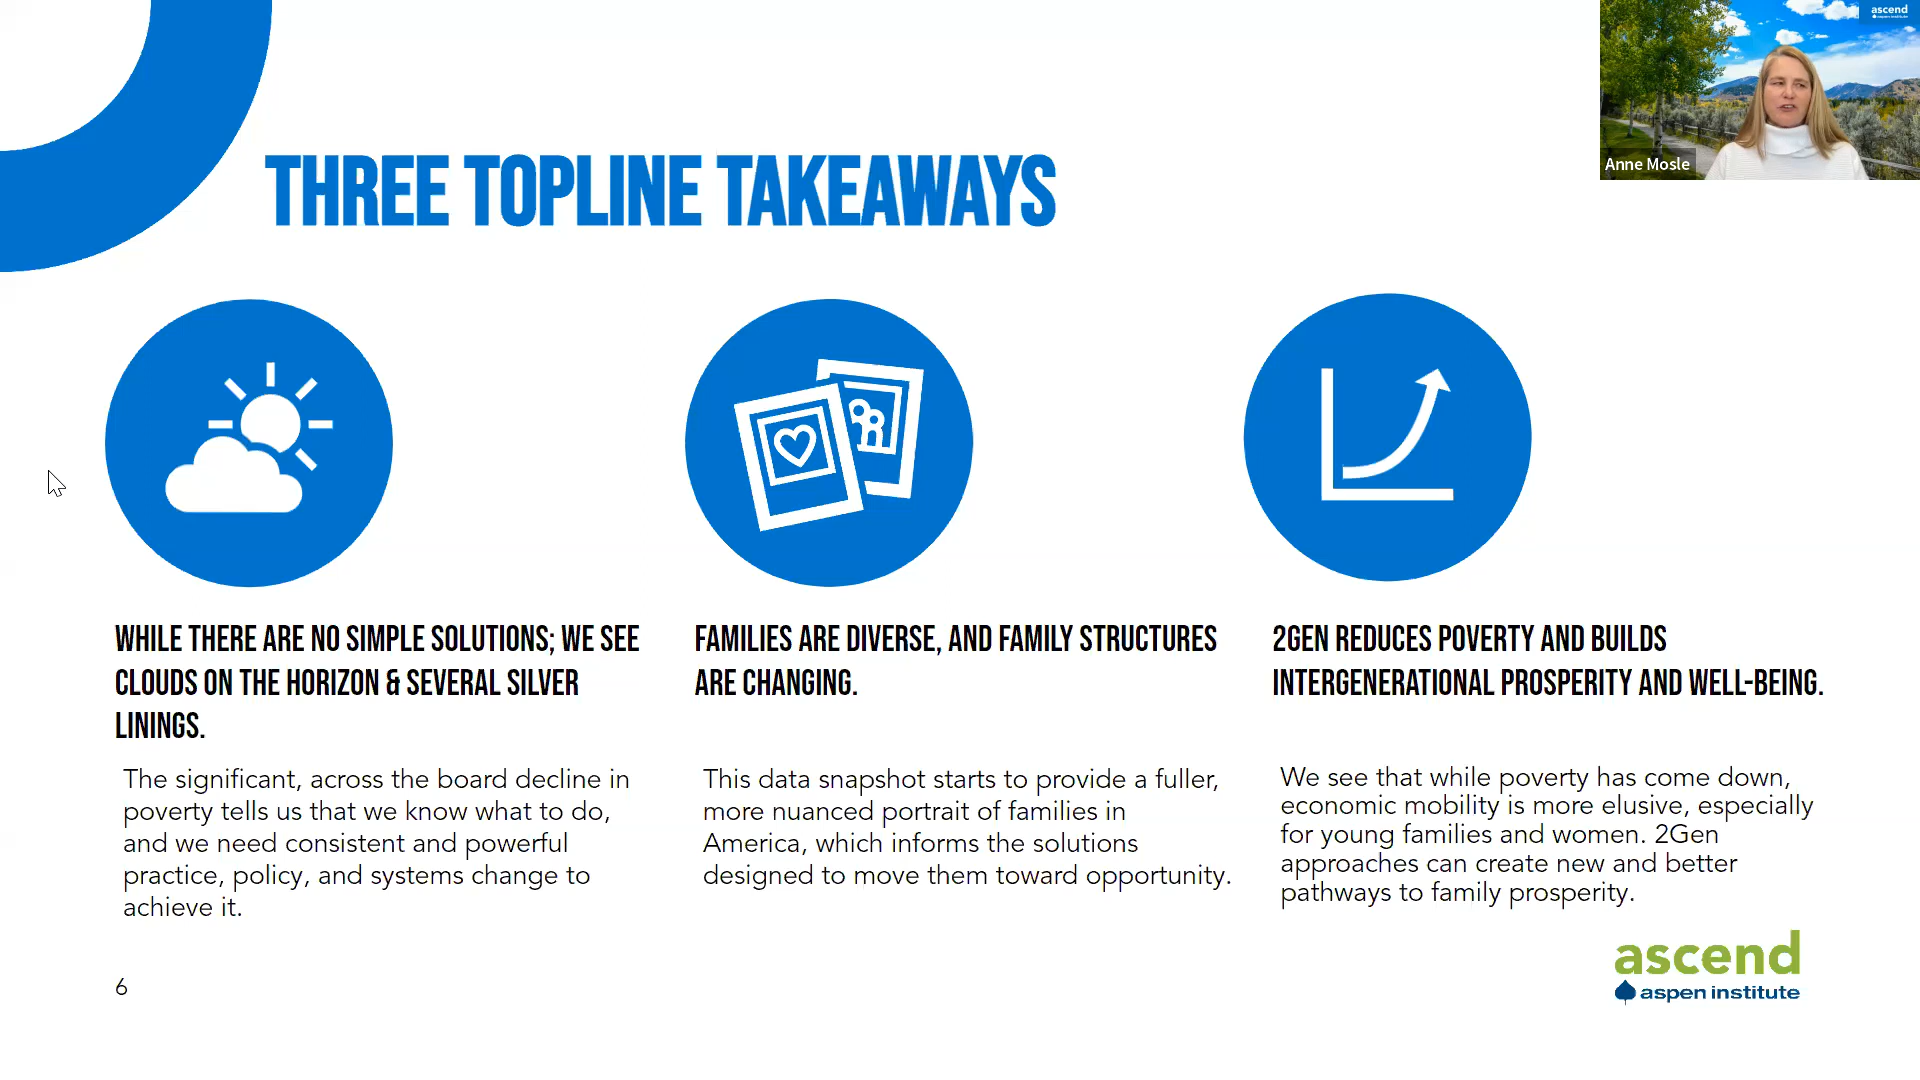 ascend
aspen institute
Anne Mosle
THREE TOPLINE TAKEAWAYS
WHILE THERE ARE NO SIMPLE SOLUTIONS; WE SEE
CLOUDS ON THE HORIZON & SEVERAL SILVER
LININGS.
The significant, across the board decline in
poverty tells us that we know what to do,
and we need consistent and powerful
practice, policy, and systems change to
achieve it.
FAMILIES ARE DIVERSE, AND FAMILY STRUCTURES
ARE CHANGING.
This data snapshot starts to provide a fuller,
more nuanced portrait of families in
America, which informs the solutions
designed to move them toward opportunity.
2GEN REDUCES POVERTY AND BUILDS
INTERGENERATIONAL PROSPERITY AND WELL-BEING.
We see that while poverty has come down,
economic mobility is more elusive, especially
for young families and women. 2Gen
approaches can create new and better
pathways to family prosperity.
6
ascend
aspen institute